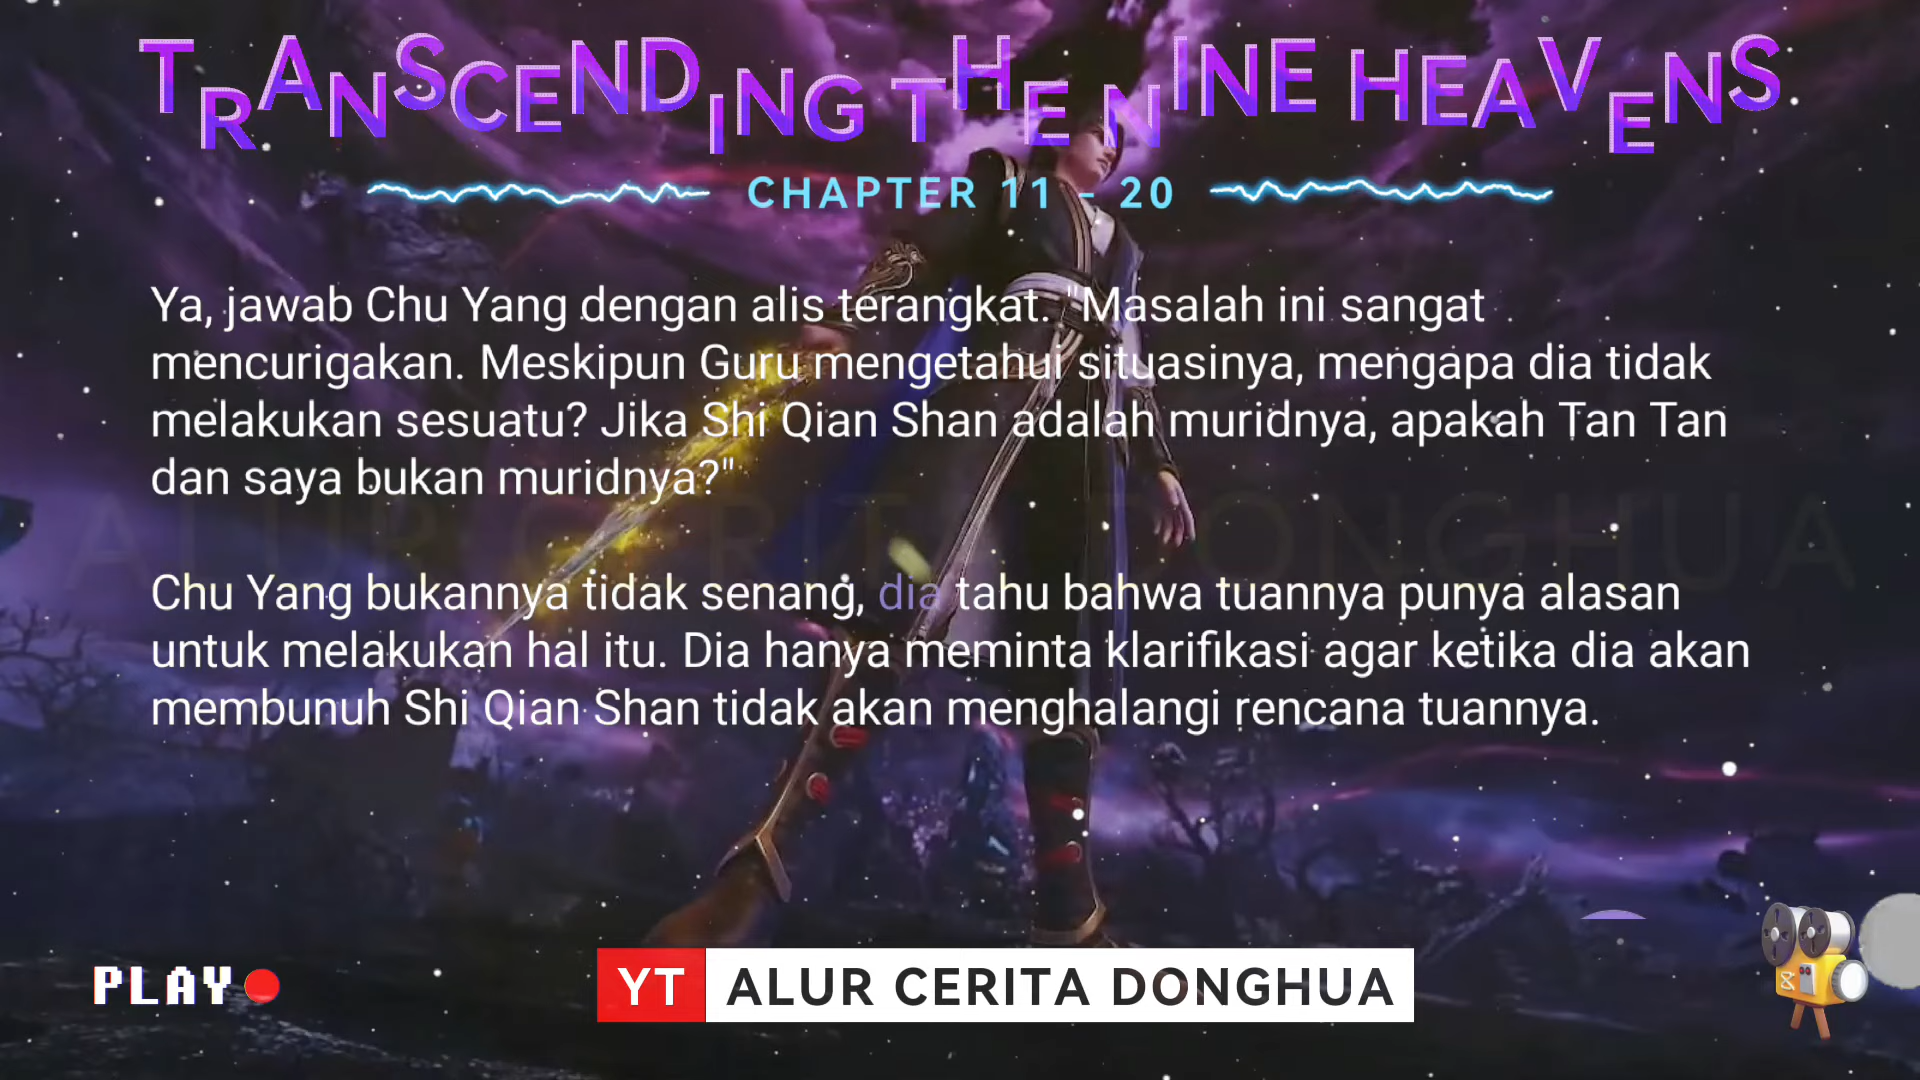 TRANSCENDING THE NINE HEAVENS
CHAPTER 11 - 20
Ya, jawab Chu Yang dengan alis terangkat. "Masalah ini sangat
mencurigakan. Meskipun Guru mengetahui situasinya, mengapa dia tidak
melakukan sesuatu? Jika Shi Qian Shan adalah muridnya, apakah Tan Tan
dan saya bukan muridnya?"
ALUR CERITA DONGHUA
Chu Yang bukannya tidak senang, dia tahu bahwa tuannya punya alasan
untuk melakukan hal itu. Dia hanya meminta klarifikasi agar ketika dia akan
membunuh Shi Qian Shan tidak akan menghalangi rencana tuannya.
PLAY
YT ALUR CERITA DONGHUA